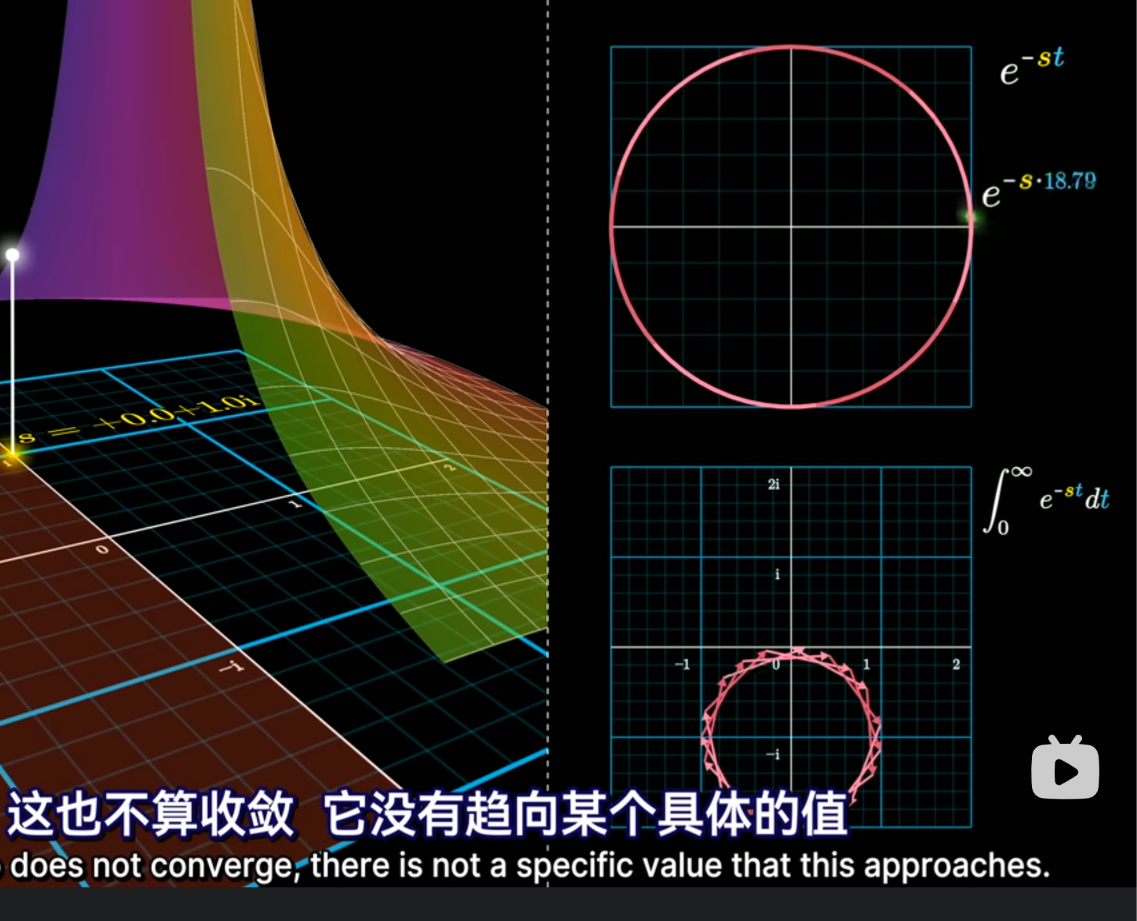 e^{-st}
e^{-s·18.79}
s = +0.0+1.0i
1
2
1
0
-i
∫_0^∞ e^{-st}dt
2i
i
-1 0 1 2
-i
这也不算收敛 它没有趋向某个具体的值
does not converge, there is not a specific value that this approaches.